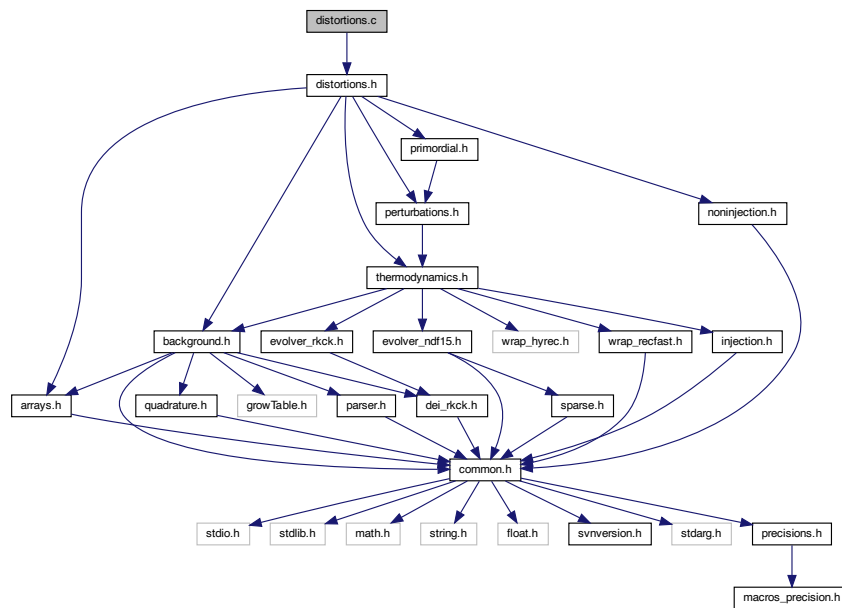 distortions.c
distortions.h
primordial.h
perturbations.h
noninjection.h
thermodynamics.h
background.h
evolver_rkck.h
evolver_ndf15.h
wrap_hyrec.h
wrap_recfast.h
injection.h
arrays.h
quadrature.h
growTable.h
parser.h
dei_rkck.h
sparse.h
common.h
stdio.h
stdlib.h
math.h
string.h
float.h
svnversion.h
stdarg.h
precisions.h
macros_precision.h